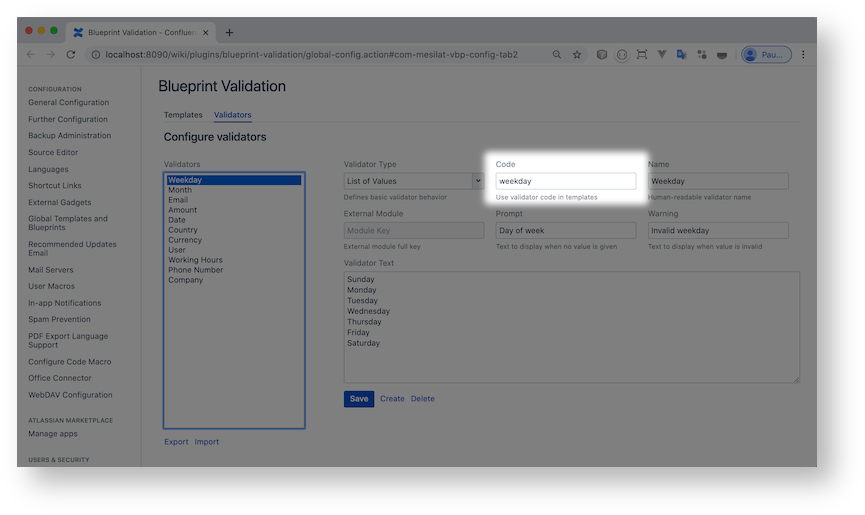 Blueprint Validation - Confluen
localhost:8090/wiki/plugins/blueprint-validation/global-config.action#com-mesilat-vbp-config-tab2
Pau...
CONFIGURATION
General Configuration
Further Configuration
Backup Administration
Source Editor
Languages
Shortcut Links
External Gadgets
Global Templates and
Blueprints
Recommended Updates
Email
Mail Servers
User Macros
In-app Notifications
Spam Prevention
PDF Export Language
Support
Configure Code Macro
Office Connector
WebDAV Configuration
ATLASSIAN MARKETPLACE
Manage apps
USERS & SECURITY
Blueprint Validation
Templates Validators
Configure validators
Validators
Weekday
Month
Email
Amount
Date
Country
Currency
User
Working Hours
Phone Number
Company
Export Import
Validator Type Code Name
List of Values weekday Weekday
Defines basic validator behavior Use validator code in templates Human-readable validator name
External Module Prompt Warning
Module Key Day of week Invalid weekday
External module full key Text to display when no value is given Text to display when value is invalid
Validator Text
Sunday
Monday
Tuesday
Wednesday
Thursday
Friday
Saturday
Save Create Delete